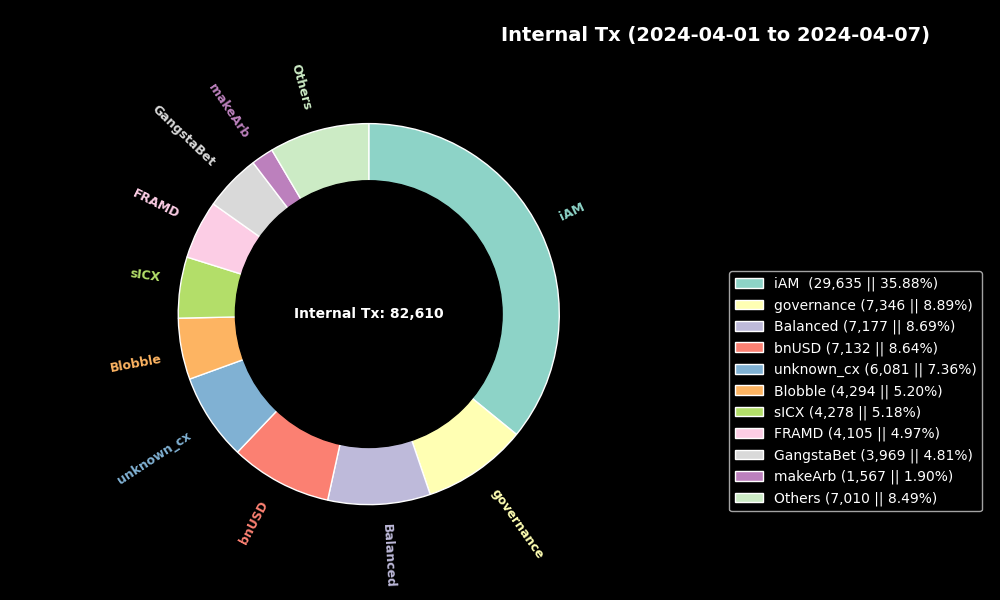 Internal Tx (2024-04-01 to 2024-04-07)
Others
makeArb
GangstaBet
FRAMD
sICX
Blobble
unknown_cx
bnUSD
Balanced
governance
iAM
Internal Tx: 82,610
iAM  (29,635 || 35.88%)
governance (7,346 || 8.89%)
Balanced (7,177 || 8.69%)
bnUSD (7,132 || 8.64%)
unknown_cx (6,081 || 7.36%)
Blobble (4,294 || 5.20%)
sICX (4,278 || 5.18%)
FRAMD (4,105 || 4.97%)
GangstaBet (3,969 || 4.81%)
makeArb (1,567 || 1.90%)
Others (7,010 || 8.49%)